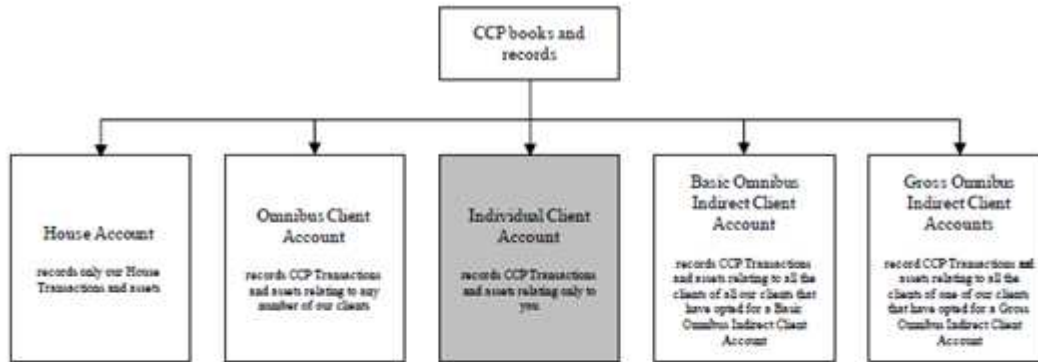 CCP books and
records
House Account
records only our House
Transactions and assets
Omnibus Client
Account
records CCP Transactions
and assets relating to any
number of our clients
Individual Client
Account
records CCP Transactions
and assets relating only to
you
Basic Omnibus
Indirect Client
Account
records CCP Transactions
and assets relating to all the
clients of all our clients that
have opted for a Basic
Omnibus Indirect Client
Account
Gross Omnibus
Indirect Client
Accounts
record CCP Transactions and
assets relating to all the
clients of one of our clients
that have opted for a Gross
Omnibus Indirect Client
Account